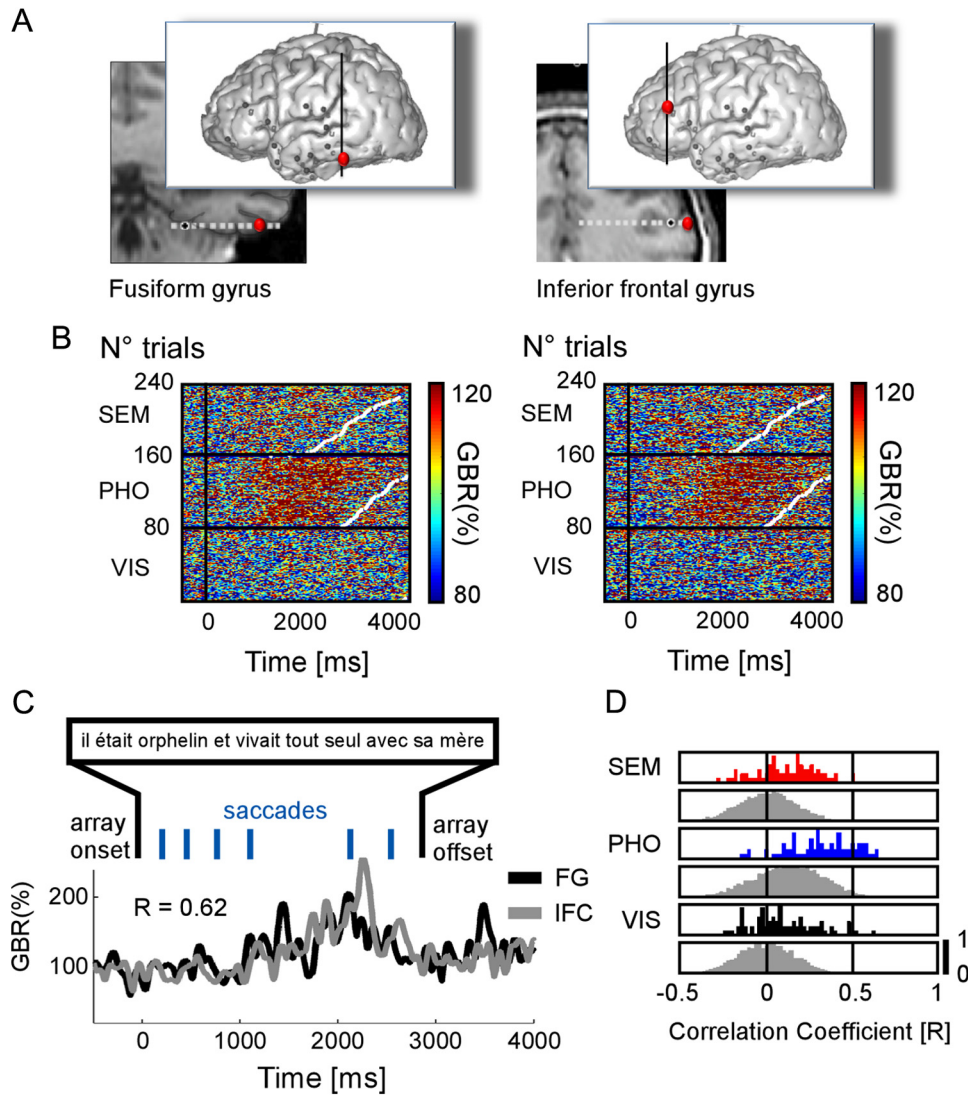 A
Fusiform gyrus
Inferior frontal gyrus
B
N° trials
240
SEM
160
PHO
80
VIS
0
2000
4000
Time [ms]
120
GBR(%)
80
N° trials
240
SEM
160
PHO
80
VIS
0
2000
4000
Time [ms]
120
GBR(%)
80
C
il était orphelin et vivait tout seul avec sa mère
array
onset
saccades
array
offset
GBR(%)
200
100
R = 0.62
FG
IFC
0
1000
2000
3000
4000
Time [ms]
D
SEM
PHO
VIS
1
0
-0.5
0
0.5
1
Correlation Coefficient [R]